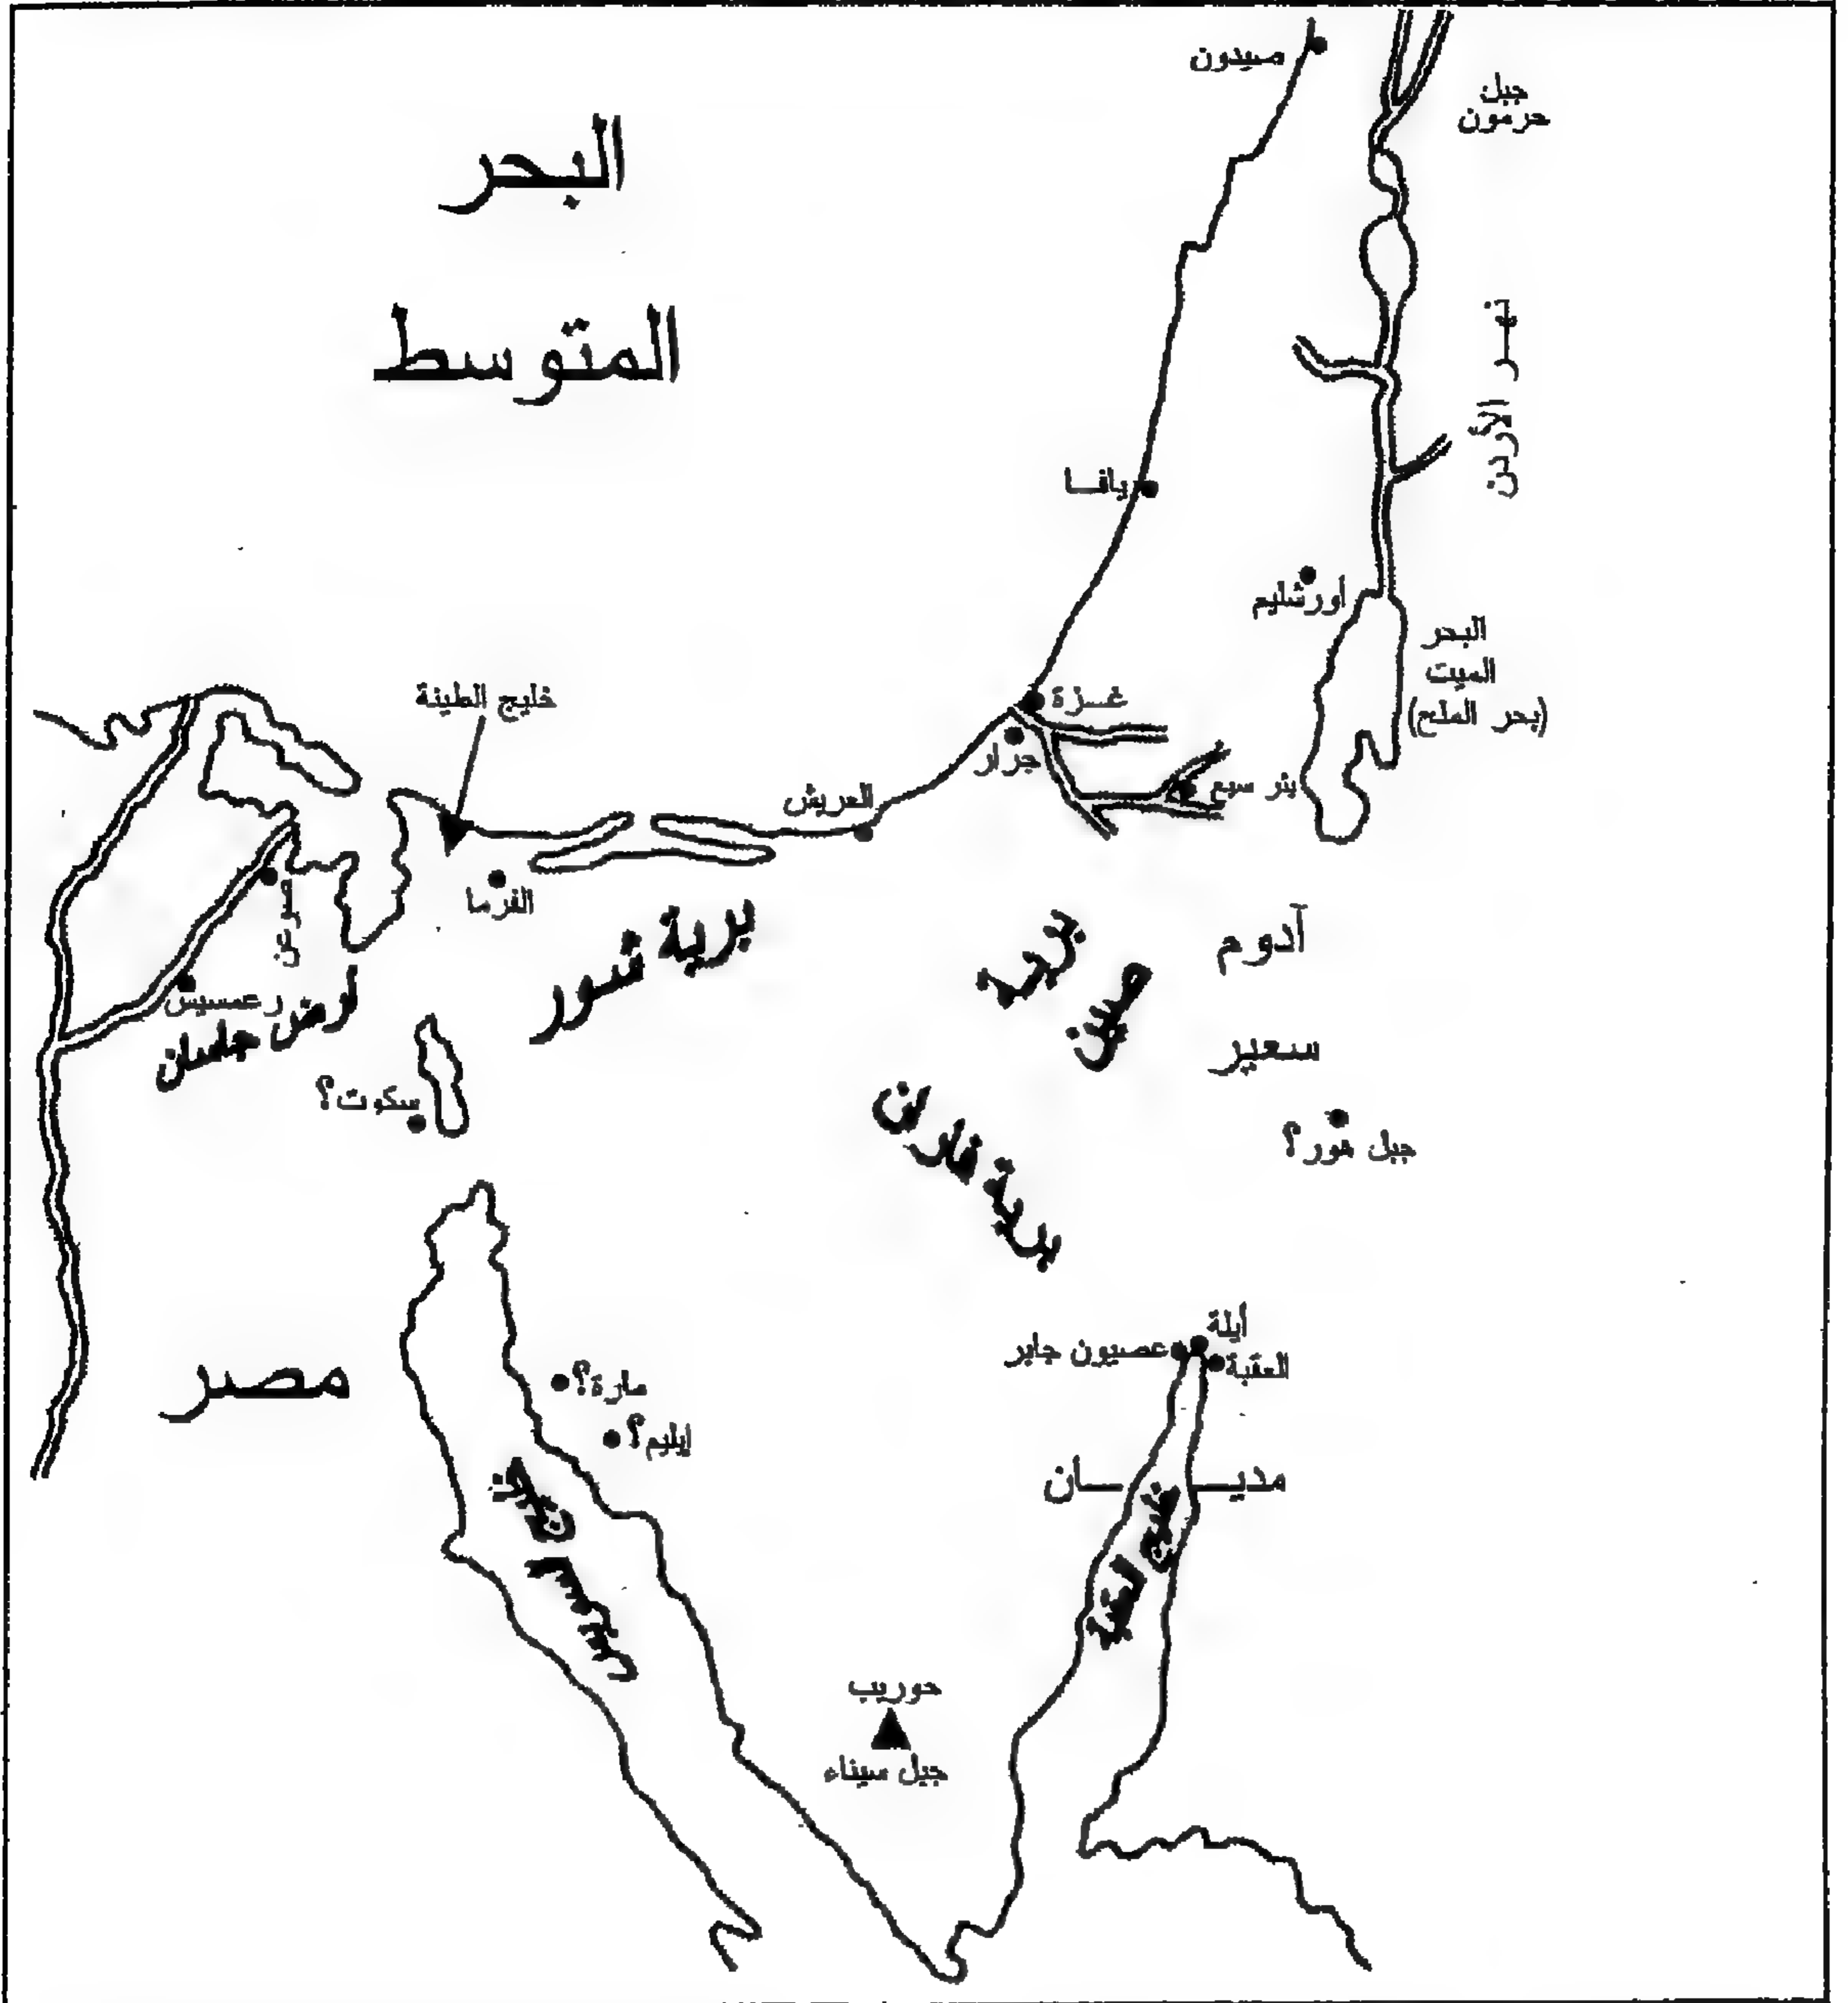 صيدون
جبل
حرمون
البحر
المتوسط
نهر الأردن
يافا
أورشليم
البحر
الميت
(بحر الملح)
خليج الطينة
غزة
جرار
بئر سبع
العريش
الفرما
برية شور
برية
صين
آدوم
رعمسيس
أرض جاسان
سعير
سكوت؟
برية فاران
جبل هور؟
أيلة
عصيون جابر
العقبة
مصر
مارة؟
إيليم؟
مديـــان
خليج العقبة
حوريب
جبل سيناء